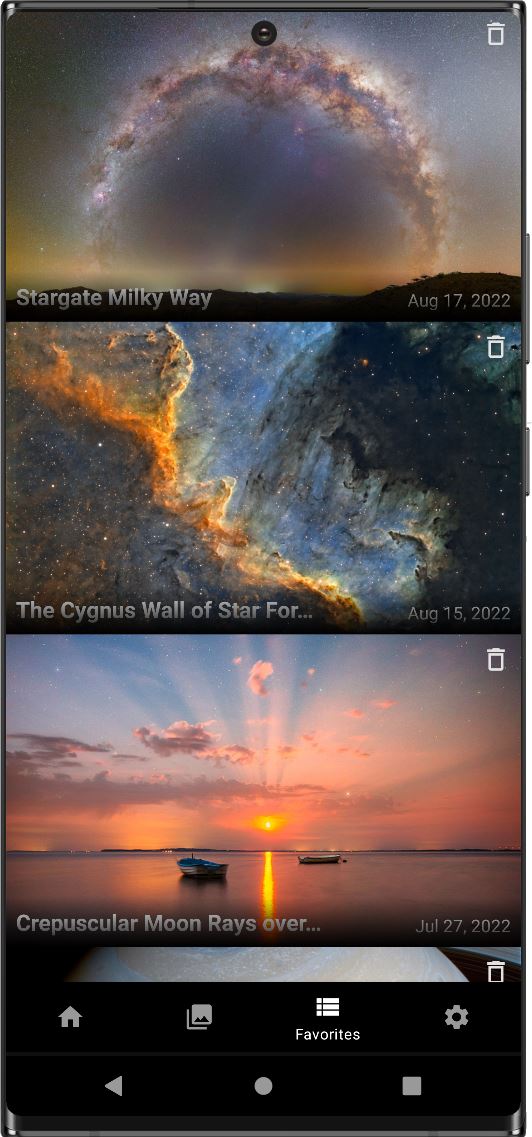 Stargate Milky Way
Aug 17, 2022
The Cygnus Wall of Star For...
Aug 15, 2022
Crepuscular Moon Rays over...
Jul 27, 2022
Favorites